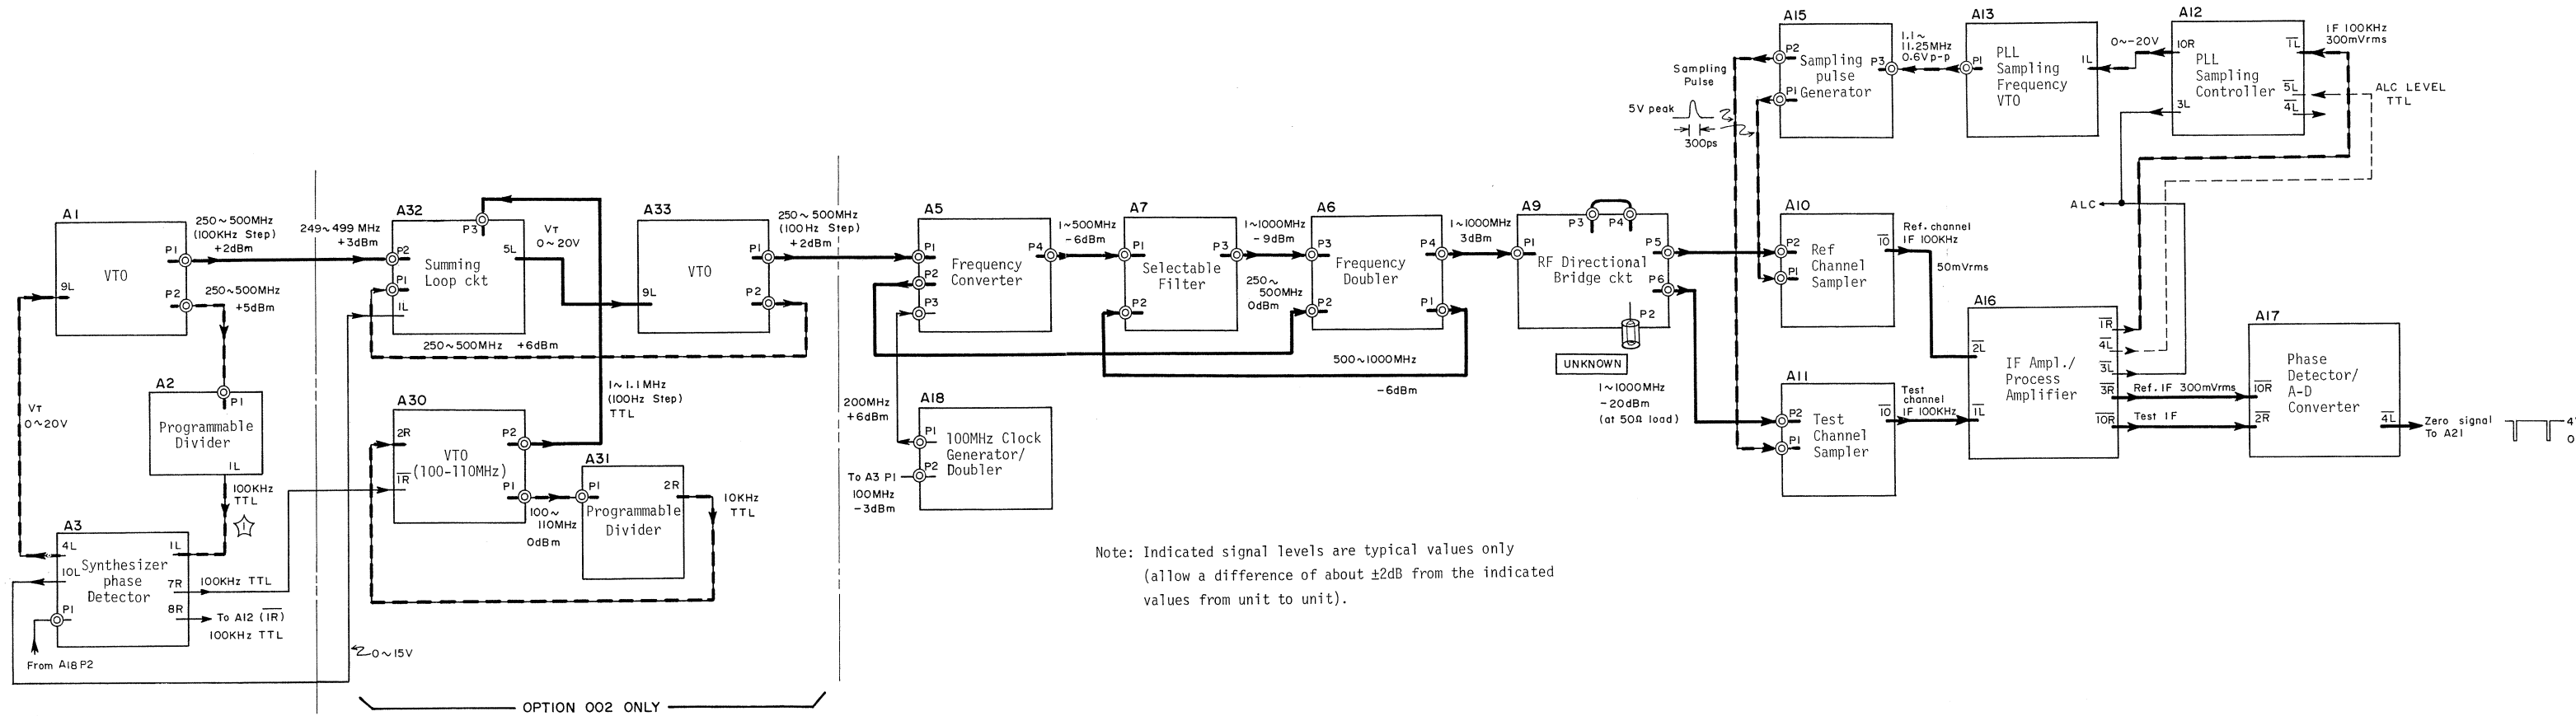 A1
VTO
9L
P1
P2
250~500MHz
(100KHz Step)
+2dBm
250~500MHz
+5dBm
VT
0~20V
A2
P1
Programmable
Divider
1L
100KHz
TTL
1
A3
4L
10L
P1
Synthesizer
phase
Detector
1L
7R
8R
100KHz TTL
To A12 (1R)
100KHz TTL
From A18 P2
0~15V
249~499 MHz
+3dBm
A32
P3
P2
P1
1L
5L
Summing
Loop ckt
VT
0~20V
250~500MHz +6dBm
A33
VTO
9L
P1
P2
250~500MHz
(100Hz Step)
+2dBm
1~1.1MHz
(100Hz Step)
TTL
A30
2R
1R
VTO
(100-110MHz)
P2
P1
100~
110MHz
0dBm
A31
P1
2R
Programmable
Divider
10KHz
TTL
OPTION 002 ONLY
A5
P1
P2
P3
P4
Frequency
Converter
1~500MHz
-6dBm
A7
P1
P2
P3
Selectable
Filter
1~1000MHz
-9dBm
250~
500MHz
0dBm
A6
P3
P2
P4
P1
Frequency
Doubler
1~1000MHz
3dBm
500~1000MHz
-6dBm
200MHz
+6dBm
A18
P1
P2
100MHz Clock
Generator/
Doubler
To A3 P1
100MHz
-3dBm
A9
P3
P4
P1
P5
P6
P2
RF Directional
Bridge ckt
UNKNOWN
1~1000MHz
-20dBm
(at 50Ω load)
Note: Indicated signal levels are typical values only
(allow a difference of about ±2dB from the indicated
values from unit to unit).
A15
P2
P1
P3
Sampling
pulse
Generator
Sampling
Pulse
5V peak
300ps
1.1~
11.25MHz
0.6Vp-p
A13
P1
1L
PLL
Sampling
Frequency
VTO
0~-20V
A12
10R
3L
1L
5L
4L
PLL
Sampling
Controller
IF 100KHz
300mVrms
ALC LEVEL
TTL
ALC
A10
P2
P1
10
Ref
Channel
Sampler
Ref. channel
IF 100KHz
50mVrms
A11
P2
P1
10
Test
Channel
Sampler
Test
channel
IF 100KHz
A16
2L
1L
1R
4L
3L
3R
10R
IF Ampl./
Process
Amplifier
Ref. IF 300mVrms
Test IF
A17
10R
2R
4L
Phase
Detector/
A-D
Converter
Zero signal
To A21